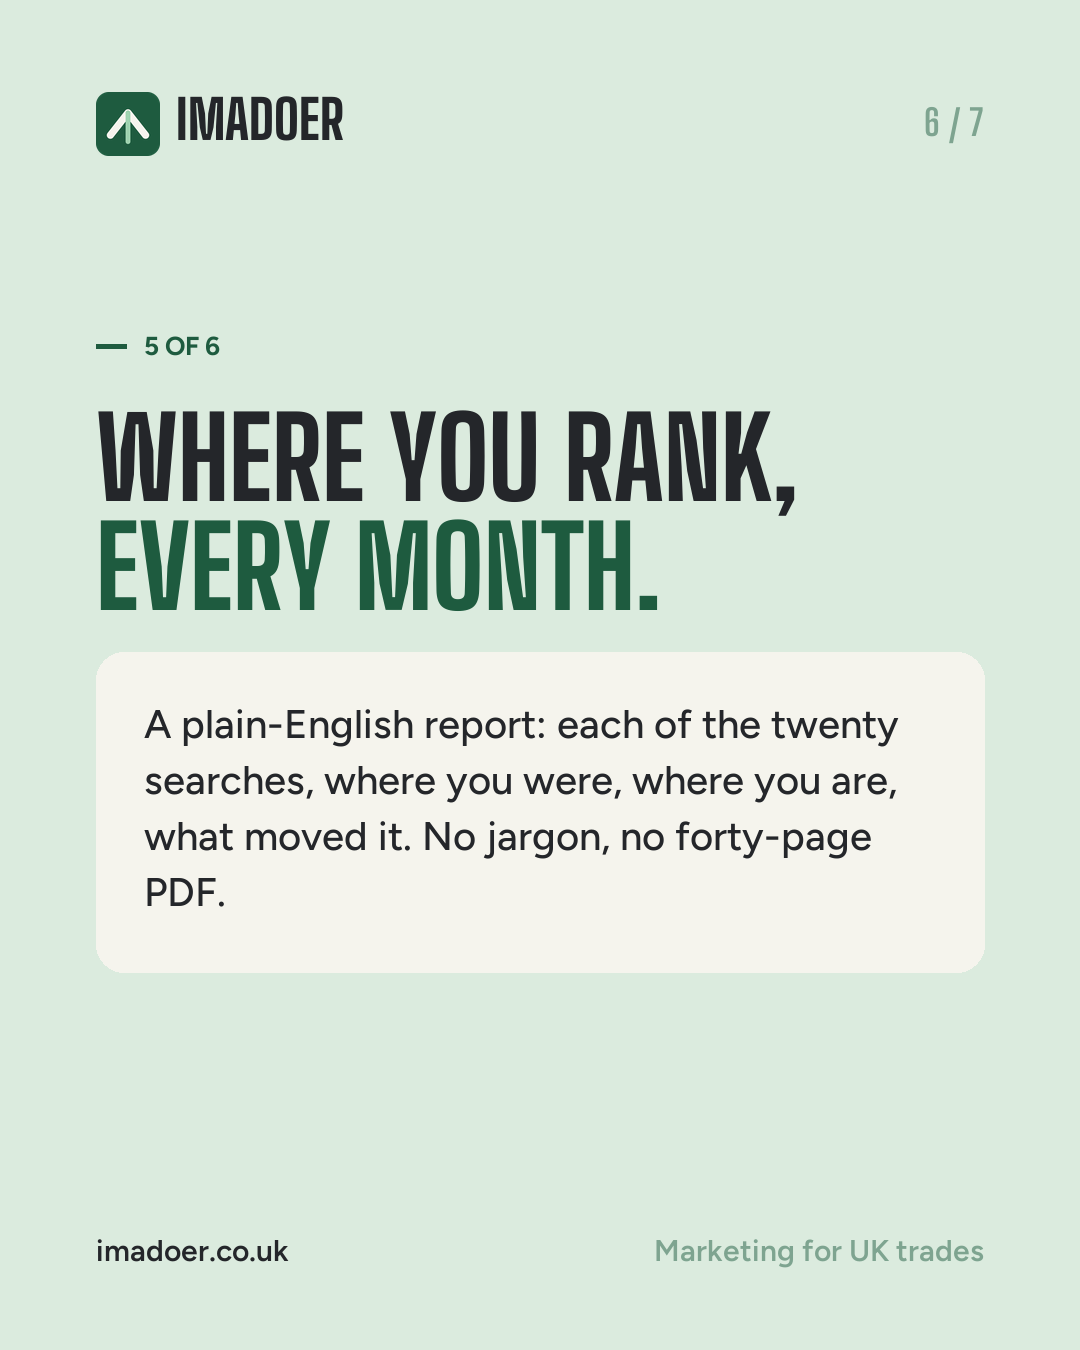 IMADOER
6 / 7
5 OF 6
WHERE YOU RANK,
EVERY MONTH.
A plain-English report: each of the twenty
searches, where you were, where you are,
what moved it. No jargon, no forty-page
PDF.
imadoer.co.uk
Marketing for UK trades